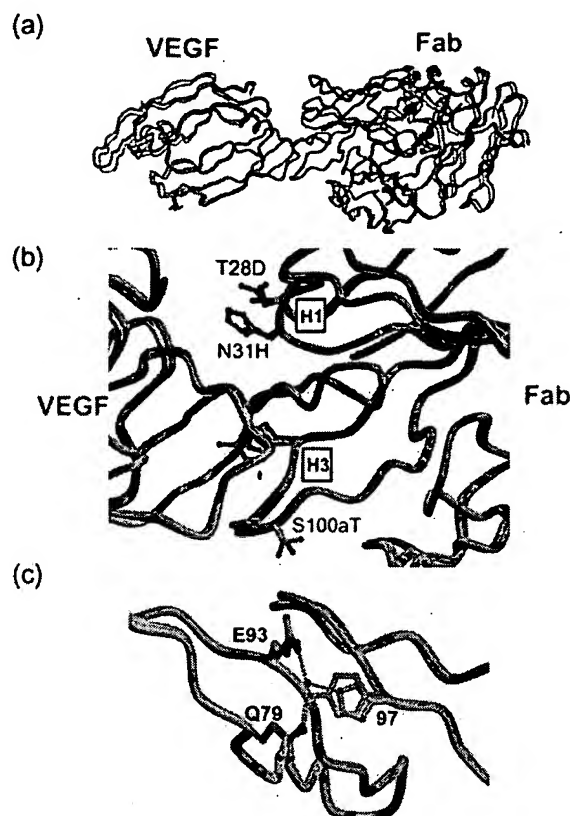 (a)
VEGF Fab
(b)
T28D
H1
N31H
VEGF
Fab
H3
S100aT
(c)
E93
Q79
97